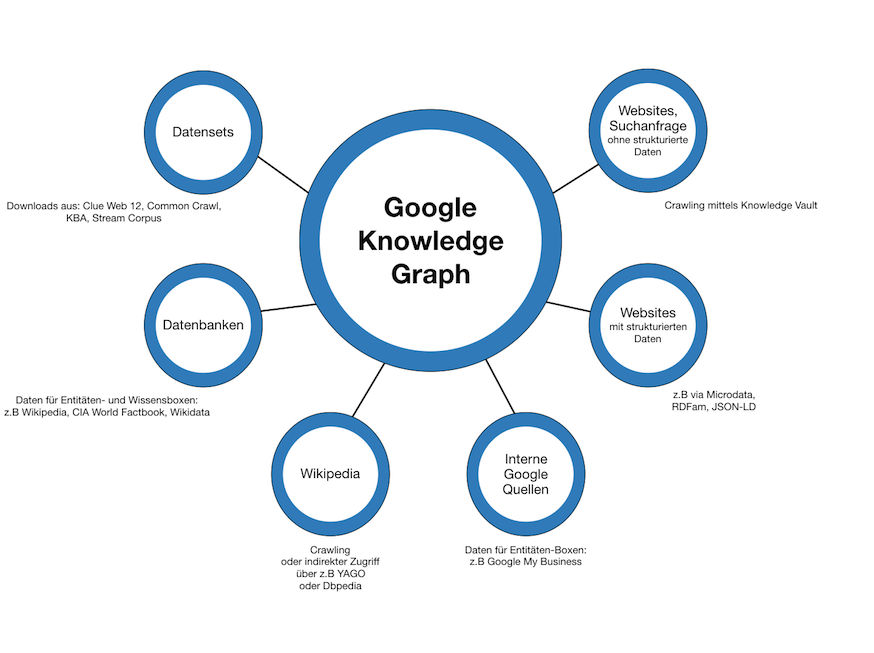 Google
Knowledge
Graph
Datensets
Downloads aus: Clue Web 12, Common Crawl,
KBA, Stream Corpus
Websites,
Suchanfrage
ohne strukturierte
Daten
Crawling mittels Knowledge Vault
Datenbanken
Daten für Entitäten- und Wissensboxen:
z.B Wikipedia, CIA World Factbook, Wikidata
Websites
mit strukturierten
Daten
z.B via Microdata,
RDFam, JSON-LD
Wikipedia
Crawling
oder indirekter Zugriff
über z.B YAGO
oder Dbpedia
Interne
Google
Quellen
Daten für Entitäten-Boxen:
z.B Google My Business